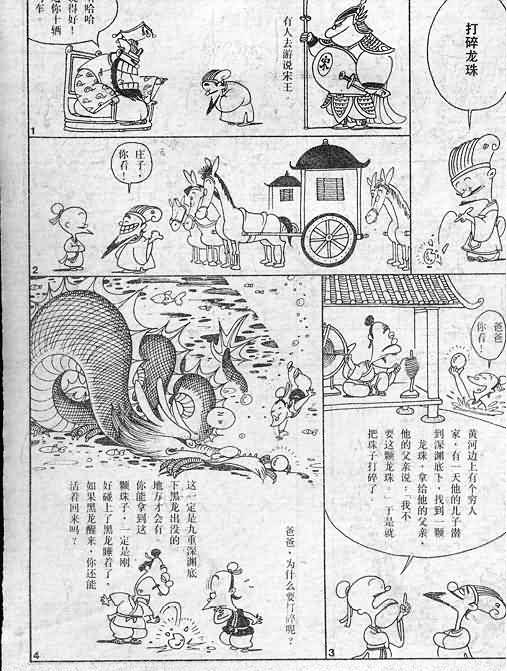 打碎龙珠
有人去游说宋王。
宋
哈哈
得好！
你十辆
车
1
庄子，
你看！
2
爸爸
你看！
黄河边上有个穷人
家，有一天他的儿子潜
到深渊底下，找到一颗
龙珠，拿给他的父亲，
他的父亲说：「我不
要这颗龙珠。」于是就
把珠子打碎了。
3
爸爸，为什么要打碎呢？
这一定是九重深渊底
下黑龙出没的
地方才会有，
你能拿到这
颗珠子，一定是刚
好碰上了黑龙睡着了，
如果黑龙醒来，你还能
活着回来吗？
4